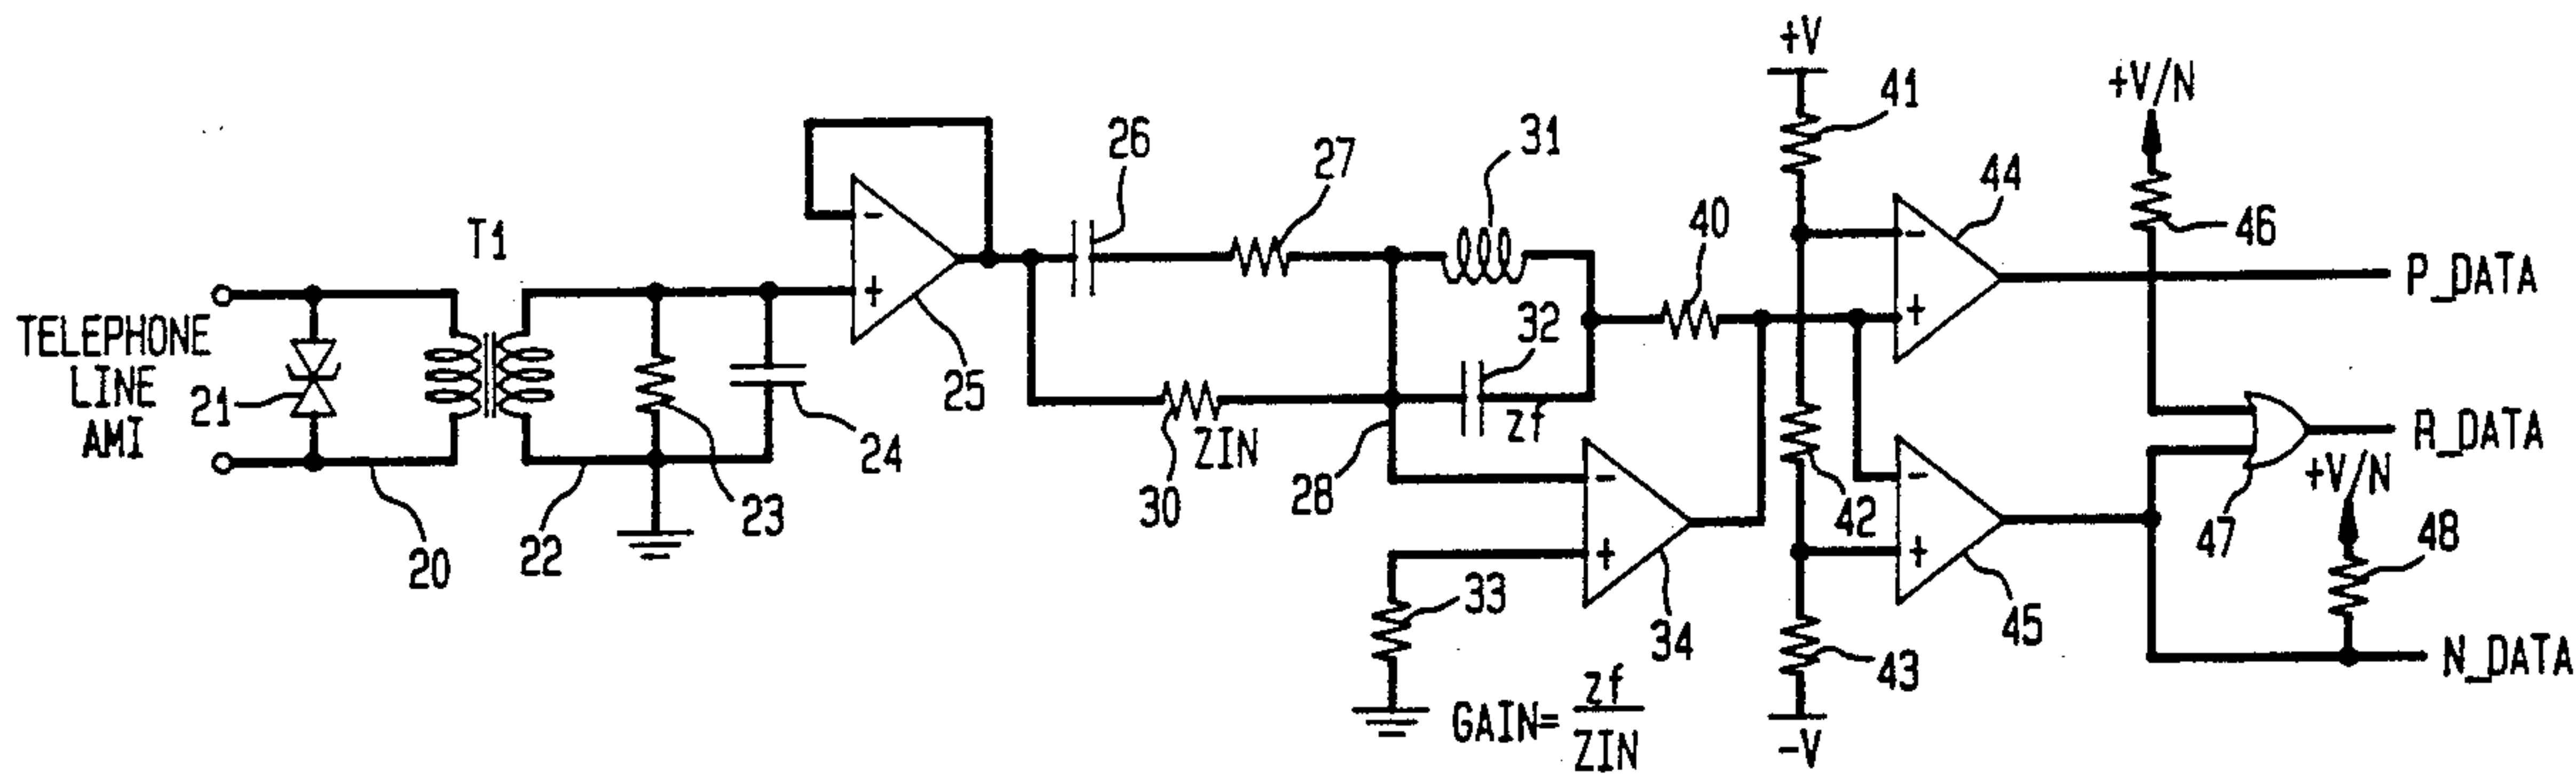 TELEPHONE
LINE
AMI
21
20
T1
22
23
24
25
26
27
30
ZIN
28
31
32
zf
33
34
GAIN= zf
ZIN
40
+V
41
42
43
-V
44
45
+V/N
46
P_DATA
47
R_DATA
+V/N
48
N_DATA